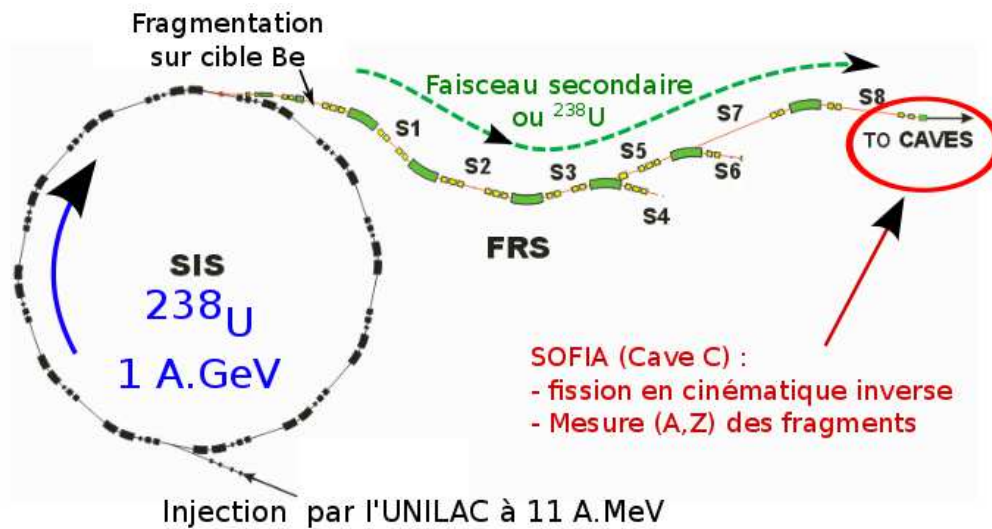 Fragmentation
sur cible Be
Faisceau secondaire
ou ²³⁸U
S1
S2
S3
S4
S5
S6
S7
S8
TO CAVES
FRS
SIS
²³⁸U
1 A.GeV
SOFIA (Cave C) :
- fission en cinématique inverse
- Mesure (A,Z) des fragments
Injection par l'UNILAC à 11 A.MeV